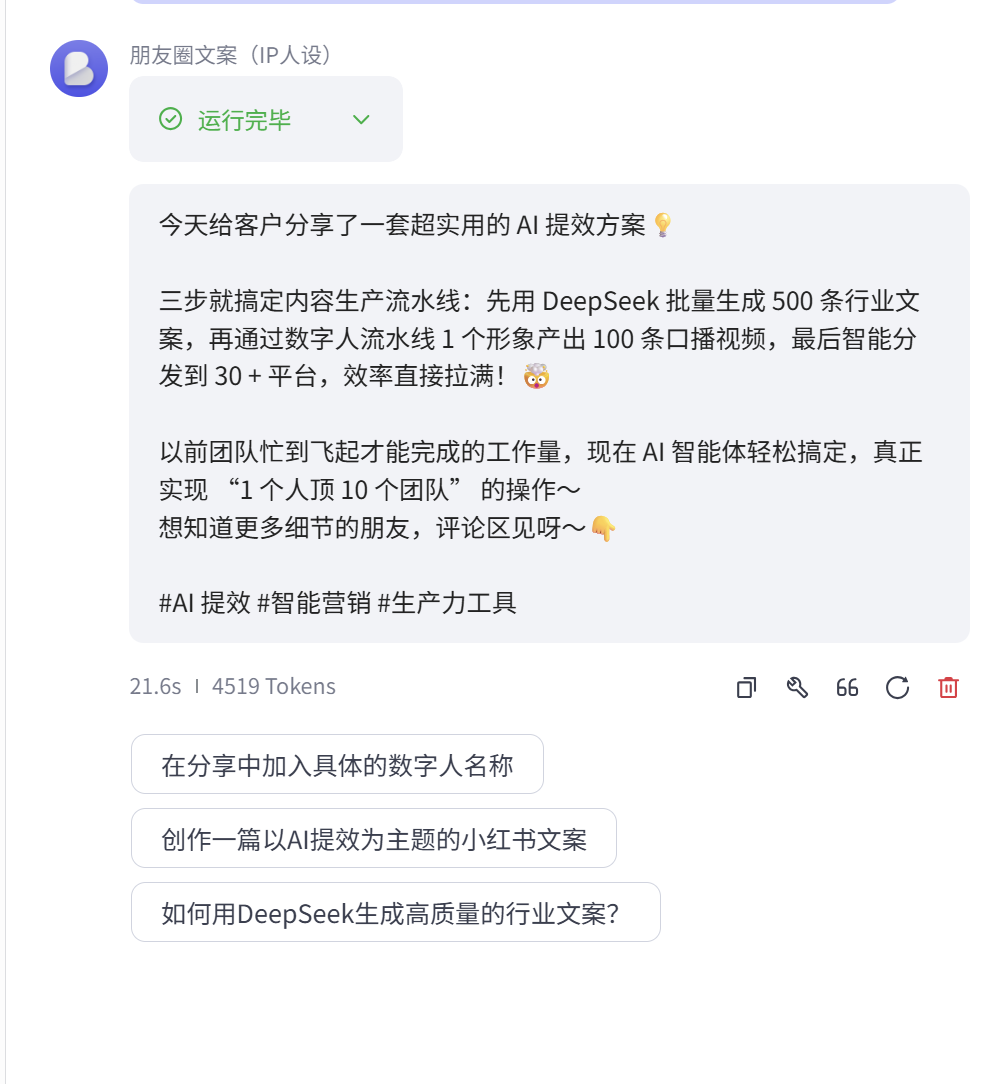 朋友圈文案（IP人设）
运行完毕
今天给客户分享了一套超实用的 AI 提效方案💡
三步就搞定内容生产流水线：先用 DeepSeek 批量生成 500 条行业文
案，再通过数字人流水线 1 个形象产出 100 条口播视频，最后智能分
发到 30 + 平台，效率直接拉满！🤯
以前团队忙到飞起才能完成的工作量，现在 AI 智能体轻松搞定，真正
实现 “1 个人顶 10 个团队” 的操作～
想知道更多细节的朋友，评论区见呀～👇
#AI 提效 #智能营销 #生产力工具
21.6s | 4519 Tokens
在分享中加入具体的数字人名称
创作一篇以AI提效为主题的小红书文案
如何用DeepSeek生成高质量的行业文案？